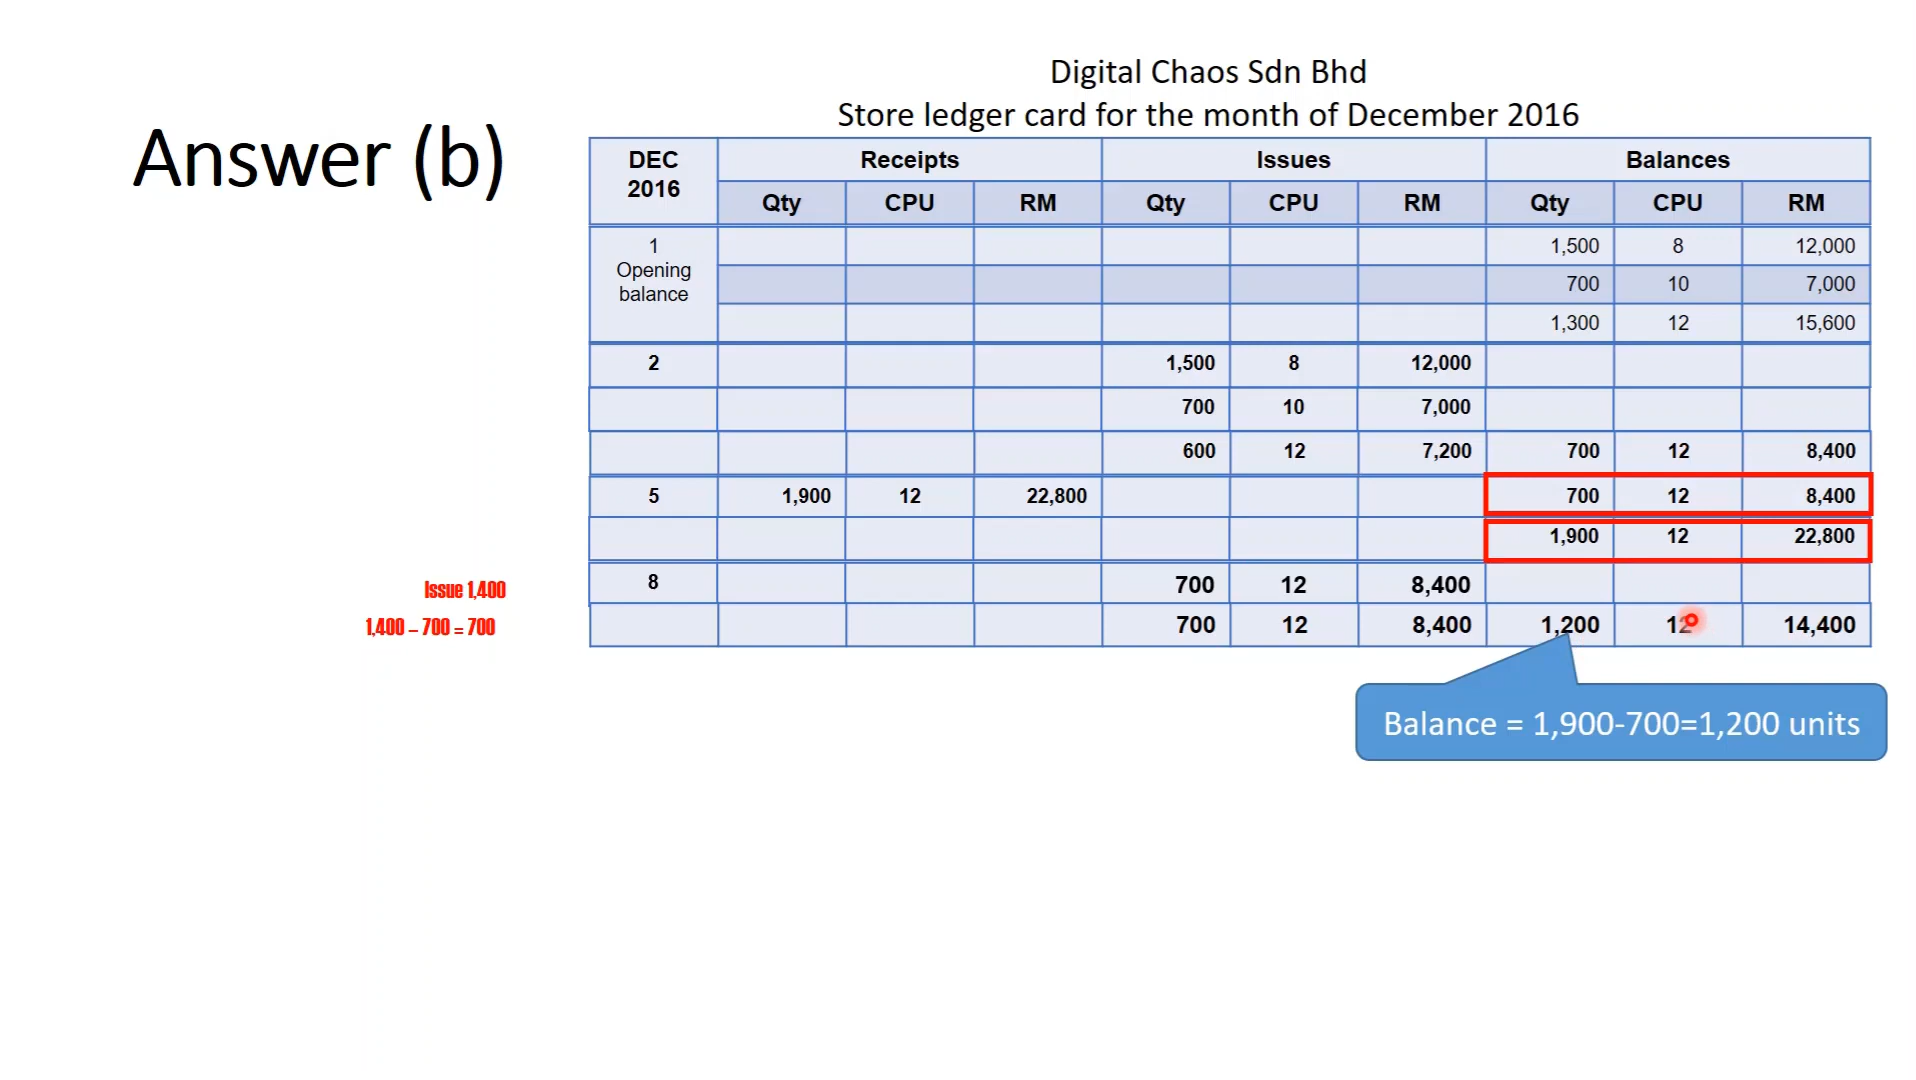 Answer (b)
Digital Chaos Sdn Bhd
Store ledger card for the month of December 2016
DEC 2016 Receipts Issues Balances
Qty CPU RM Qty CPU RM Qty CPU RM
1 Opening balance 1,500 8 12,000
700 10 7,000
1,300 12 15,600
2 1,500 8 12,000
700 10 7,000
600 12 7,200 700 12 8,400
5 1,900 12 22,800 700 12 8,400
1,900 12 22,800
Issue 1,400 8 700 12 8,400
1,400 – 700 = 700 700 12 8,400 1,200 12 14,400
Balance = 1,900-700=1,200 units